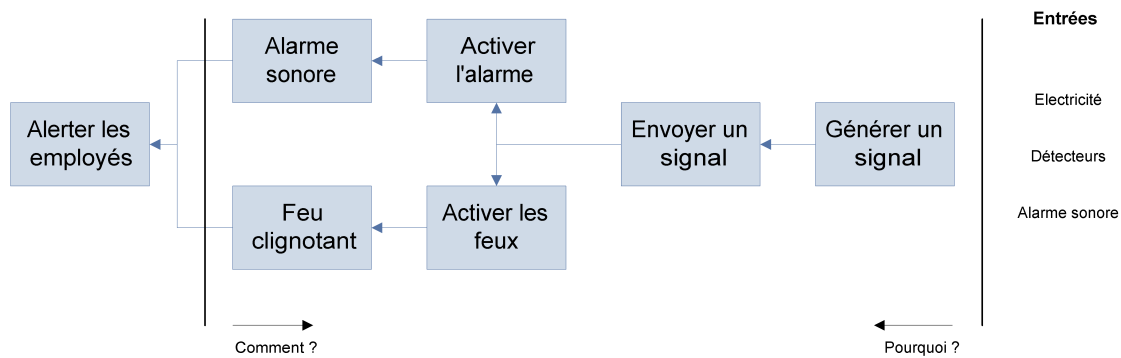 Entrées
Alarme
sonore
Activer
l'alarme
Electricité
Alerter les
employés
Envoyer un
signal
Générer un
signal
Détecteurs
Feu
clignotant
Activer les
feux
Alarme sonore
Comment ?
Pourquoi ?